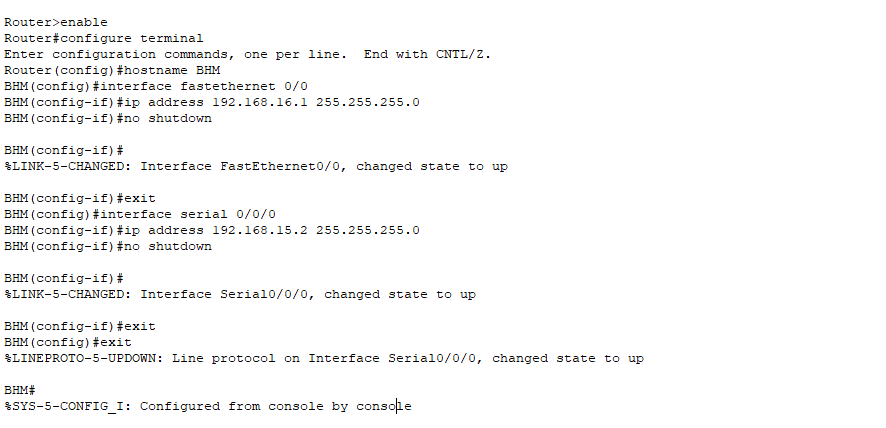 Router>enable
Router#configure terminal
Enter configuration commands, one per line.  End with CNTL/Z.
Router(config)#hostname BHM
BHM(config)#interface fastethernet 0/0
BHM(config-if)#ip address 192.168.16.1 255.255.255.0
BHM(config-if)#no shutdown
BHM(config-if)#
%LINK-5-CHANGED: Interface FastEthernet0/0, changed state to up
BHM(config-if)#exit
BHM(config)#interface serial 0/0/0
BHM(config-if)#ip address 192.168.15.2 255.255.255.0
BHM(config-if)#no shutdown
BHM(config-if)#
%LINK-5-CHANGED: Interface Serial0/0/0, changed state to up
BHM(config-if)#exit
BHM(config)#exit
%LINEPROTO-5-UPDOWN: Line protocol on Interface Serial0/0/0, changed state to up
BHM#
%SYS-5-CONFIG_I: Configured from console by console